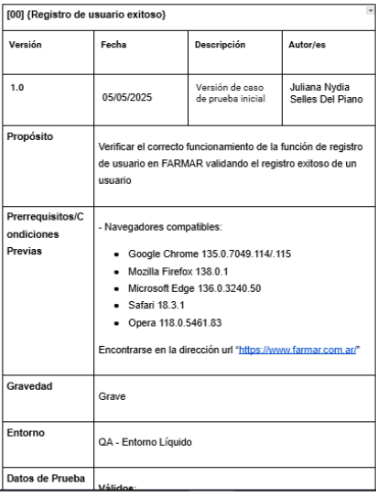 [00] {Registro de usuario exitoso}
Versión Fecha Descripción Autor/es
1.0 05/05/2025 Versión de caso de prueba inicial Juliana Nydia Selles Del Piano
Propósito
Verificar el correcto funcionamiento de la función de registro
de usuario en FARMAR validando el registro exitoso de un
usuario
Prerrequisitos/C
ondiciones
Previas
- Navegadores compatibles:
● Google Chrome 135.0.7049.114/.115
● Mozilla Firefox 138.0.1
● Microsoft Edge 136.0.3240.50
● Safari 18.3.1
● Opera 118.0.5461.83
Encontrarse en la dirección url “https://www.farmar.com.ar/”
Gravedad
Grave
Entorno
QA - Entorno Líquido
Datos de Prueba
Válidos: